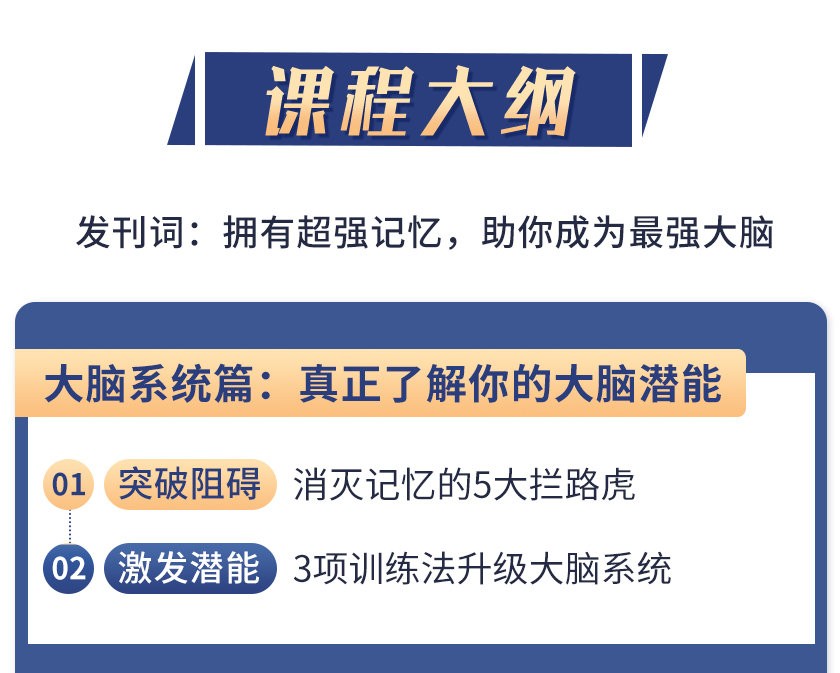 课程大纲
发刊词：拥有超强记忆，助你成为最强大脑
大脑系统篇：真正了解你的大脑潜能
01 突破阻碍 消灭记忆的5大拦路虎
02 激发潜能 3项训练法升级大脑系统